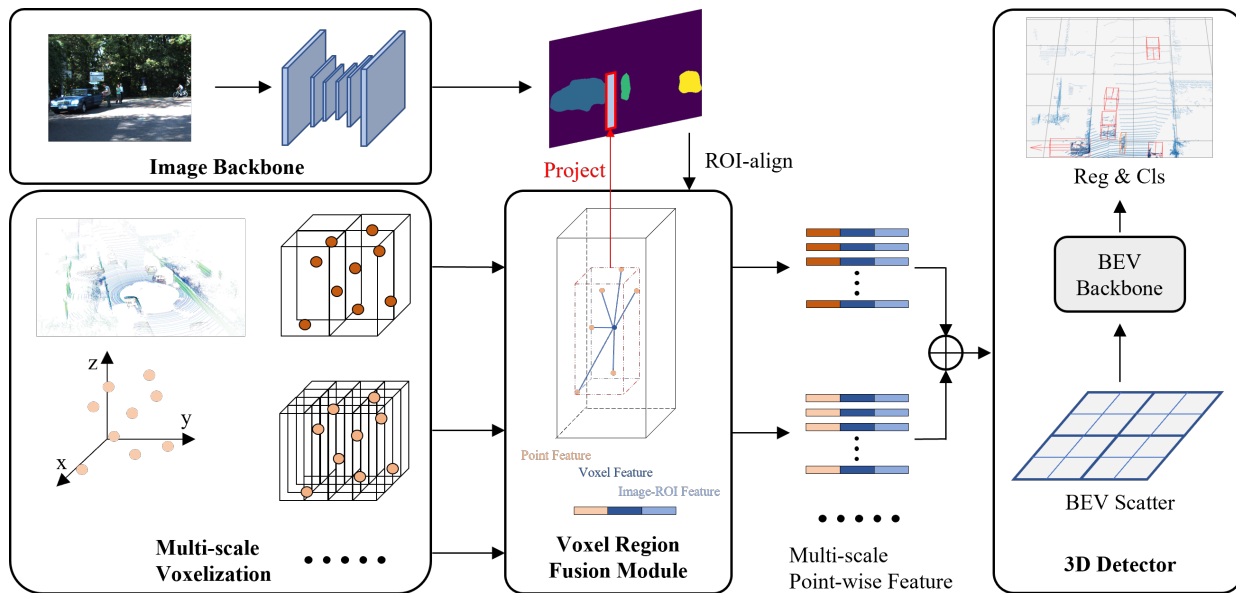 Image Backbone
Project
ROI-align
z
y
x
Multi-scale
Voxelization
Point Feature
Voxel Feature
Image-ROI Feature
Voxel Region
Fusion Module
Multi-scale
Point-wise Feature
Reg & Cls
BEV
Backbone
BEV Scatter
3D Detector